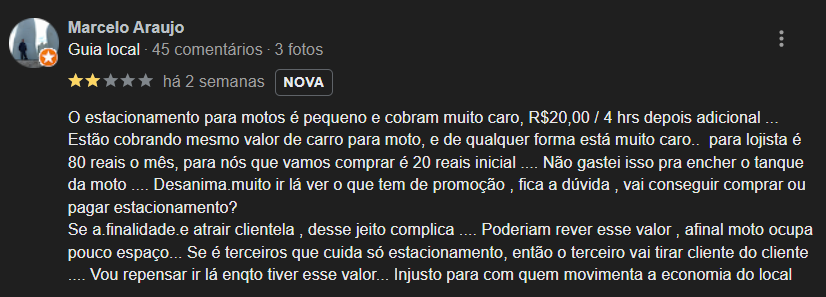 Marcelo Araujo
Guia local · 45 comentários · 3 fotos
há 2 semanas NOVA
O estacionamento para motos é pequeno e cobram muito caro, R$20,00 / 4 hrs depois adicional ...
Estão cobrando mesmo valor de carro para moto, e de qualquer forma está muito caro..  para lojista é
80 reais o mês, para nós que vamos comprar é 20 reais inicial .... Não gastei isso pra encher o tanque
da moto .... Desanima.muito ir lá ver o que tem de promoção , fica a dúvida , vai conseguir comprar ou
pagar estacionamento?
Se a.finalidade.e atrair clientela , desse jeito complica .... Poderiam rever esse valor , afinal moto ocupa
pouco espaço... Se é terceiros que cuida só estacionamento, então o terceiro vai tirar cliente do cliente
.... Vou repensar ir lá enqto tiver esse valor... Injusto para com quem movimenta a economia do local